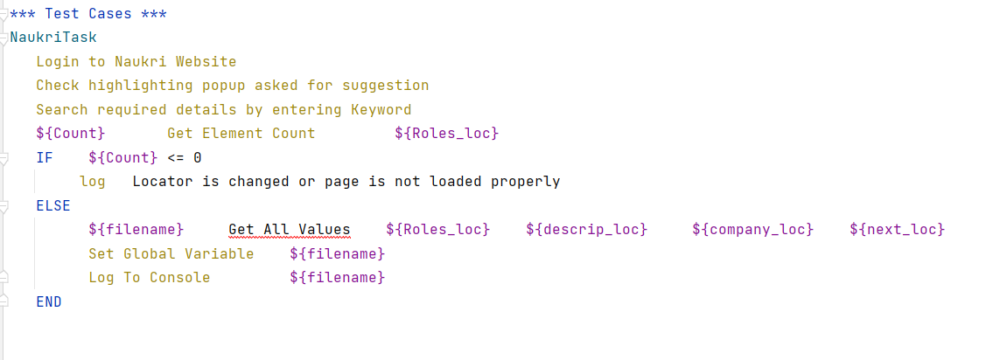 *** Test Cases ***
NaukriTask
Login to Naukri Website
Check highlighting popup asked for suggestion
Search required details by entering Keyword
${Count}       Get Element Count         ${Roles_loc}
IF    ${Count} <= 0
log   Locator is changed or page is not loaded properly
ELSE
${filename}     Get All Values    ${Roles_loc}    ${descrip_loc}     ${company_loc}    ${next_loc}
Set Global Variable    ${filename}
Log To Console         ${filename}
END